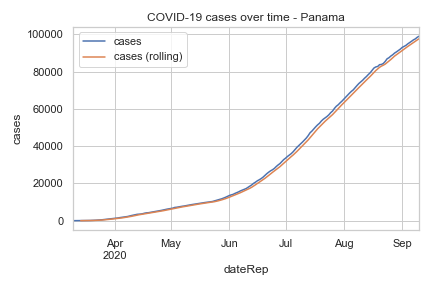 COVID-19 cases over time - Panama
cases
cases (rolling)
100000
80000
60000
40000
20000
0
cases
Apr
2020
May
Jun
Jul
Aug
Sep
dateRep